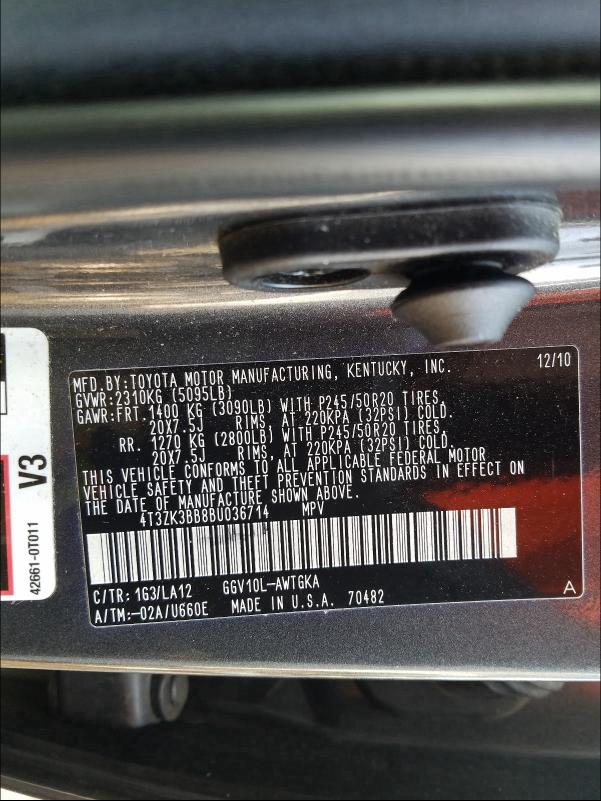 MFD.BY:TOYOTA MOTOR MANUFACTURING, KENTUCKY, INC. 12/10
GVWR:2310KG (5095LB)
GAWR:FRT. 1400 KG (3090LB) WITH P245/50R20 TIRES,
20X7.5J RIMS, AT 220KPA (32PSI) COLD.
RR. 1270 KG (2800LB) WITH P245/50R20 TIRES,
20X7.5J RIMS, AT 220KPA (32PSI) COLD.
THIS VEHICLE CONFORMS TO ALL APPLICABLE FEDERAL MOTOR
VEHICLE SAFETY AND THEFT PREVENTION STANDARDS IN EFFECT ON
THE DATE OF MANUFACTURE SHOWN ABOVE.
4T3ZK3BB8BU036714 MPV
C/TR: 1G3/LA12 GGV10L-AWTGKA
A/TM:-02A/U660E MADE IN U.S.A. 70482 A
V3
42661-0T011